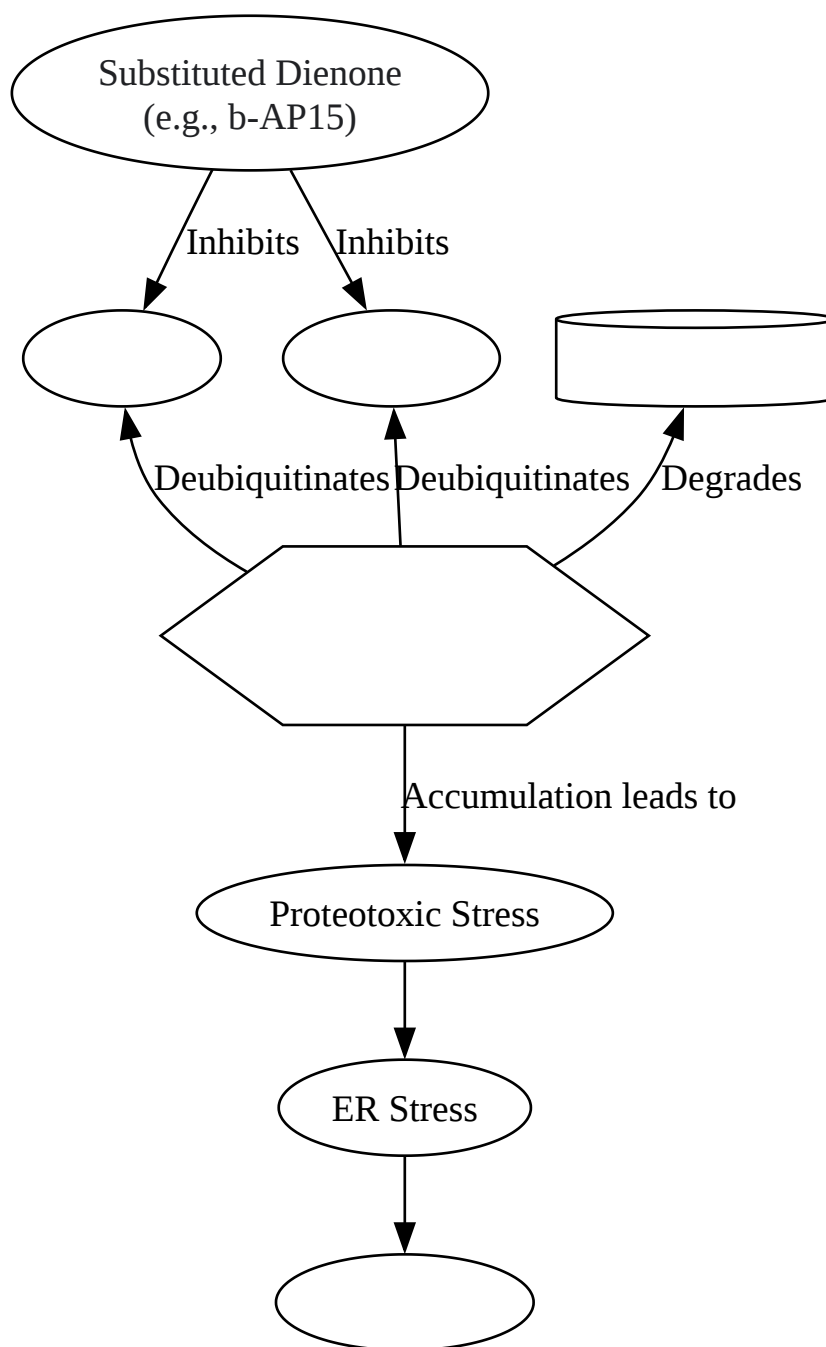 Substituted Dienone
(e.g., b-AP15)
Inhibits
Inhibits
Deubiquitinates
Deubiquitinates
Degrades
Accumulation leads to
Proteotoxic Stress
ER Stress